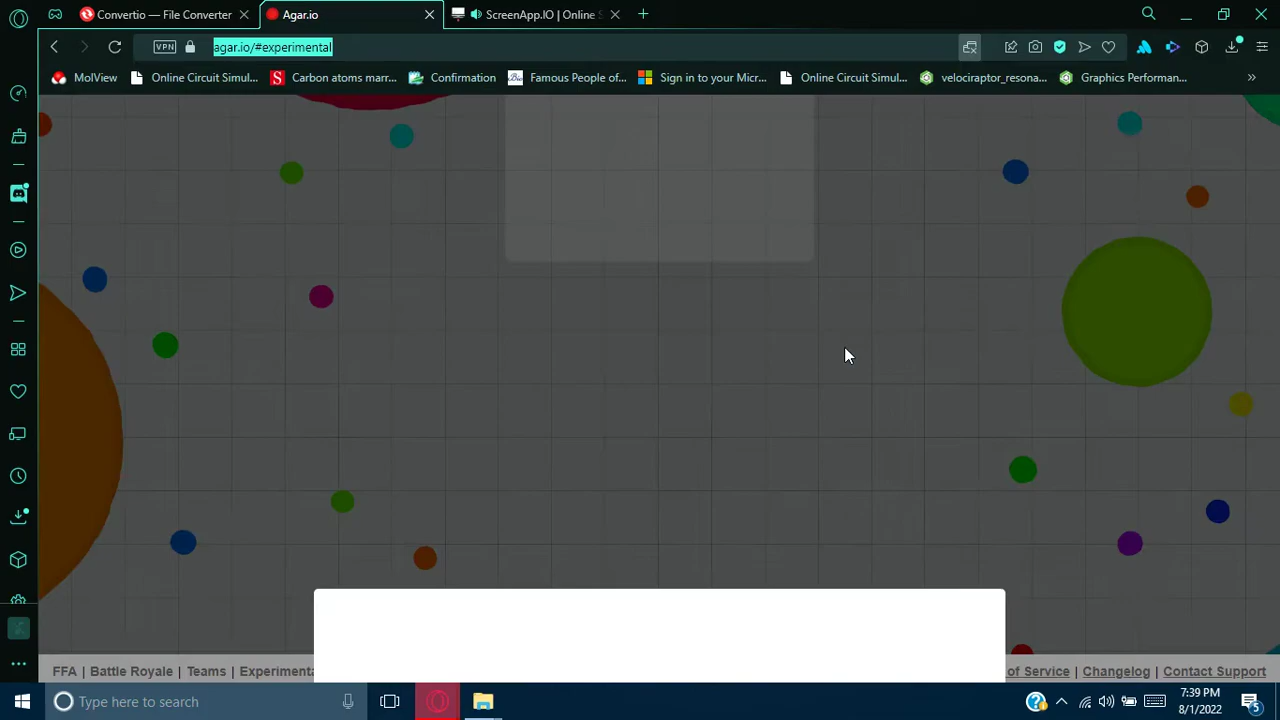 Convertio — File Converter
Agar.io
ScreenApp.IO | Online S
VPN
agar.io/#experimental
MolView
Online Circuit Simul...
Carbon atoms marr...
Confirmation
Famous People of...
Sign in to your Micr...
Online Circuit Simul...
velociraptor_resona...
Graphics Performan...
FFA | Battle Royale | Teams | Experimenta
of Service | Changelog | Contact Support
Type here to search
7:39 PM
8/1/2022
5